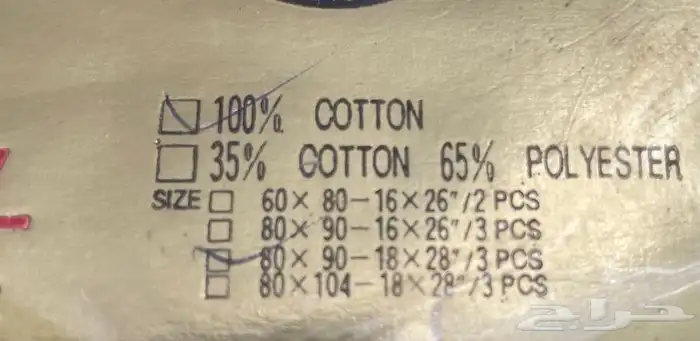 100% COTTON
35% COTTON 65% POLYESTER
SIZE 60 × 80-16 × 26"/2 PCS
80 × 90-16 × 26"/3 PCS
80 × 90-18 × 28"/3 PCS
80 × 104-18 × 28"/3 PCS
حراج